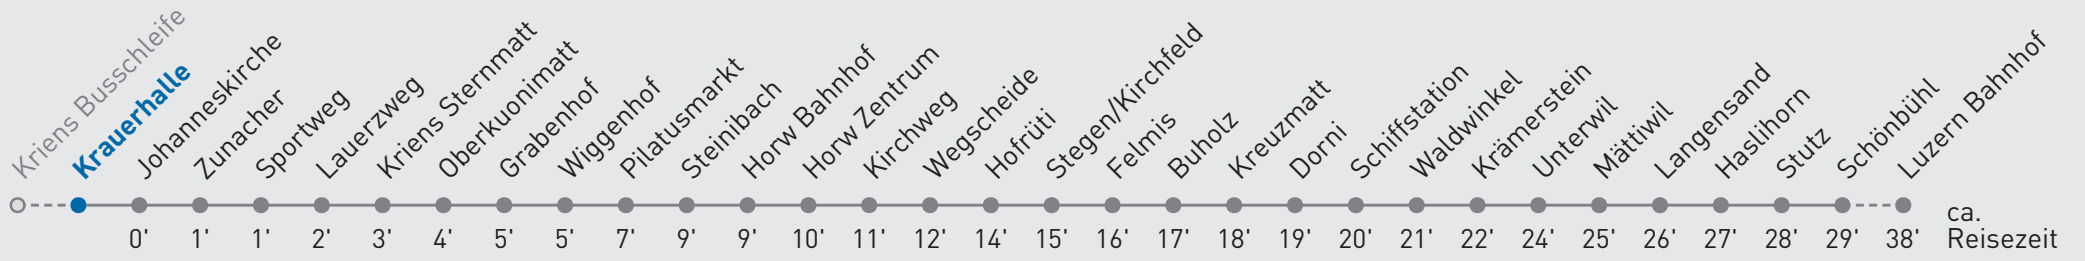 Kriens Busschleife
Krauerhalle
Johanneskirche
Zunacher
Sportweg
Lauerzweg
Kriens Sternmatt
Oberkuonimatt
Grabenhof
Wiggenhof
Pilatusmarkt
Steinibach
Horw Bahnhof
Horw Zentrum
Kirchweg
Wegscheide
Hofrüti
Stegen/Kirchfeld
Felmis
Buholz
Kreuzmatt
Dorni
Schiffstation
Waldwinkel
Krämerstein
Unterwil
Mättiwil
Langensand
Haslihorn
Stutz
Schönbühl
Luzern Bahnhof
0' 1' 1' 2' 3' 4' 5' 5' 7' 9' 9' 10' 11' 12' 14' 15' 16' 17' 18' 19' 20' 21' 22' 24' 25' 26' 27' 28' 29' 38'
ca.
Reisezeit